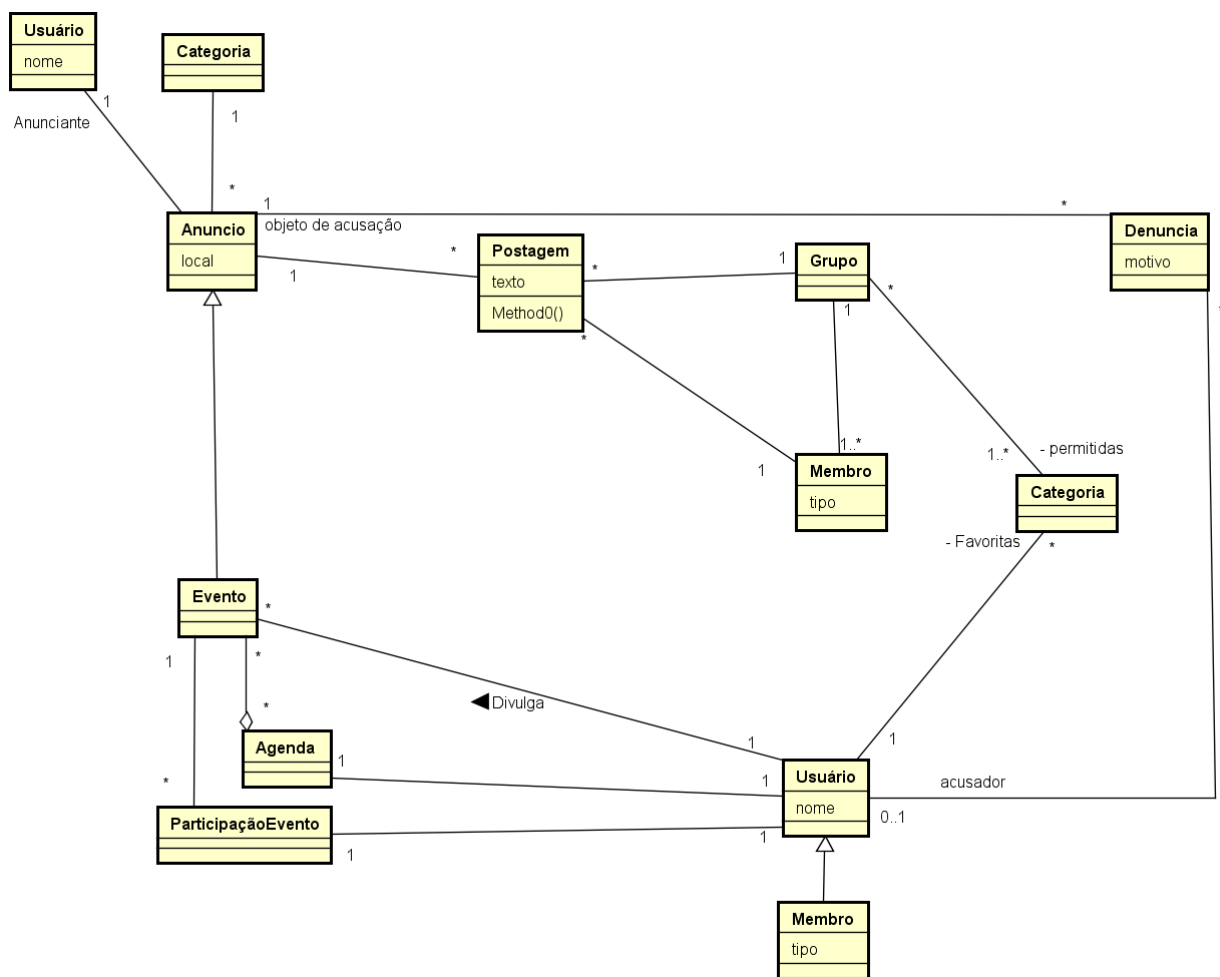 Usuário
nome
1
Anunciante
Categoria
1
*
Anuncio
local
1
objeto de acusação
*
Denuncia
motivo
1
*
Postagem
texto
Method0()
*
1
Grupo
*
1
*
1..*
1
Membro
tipo
1..*
- permitidas
Categoria
- Favoritas
*
Evento
*
1
*
*
Divulga
Agenda
1
1
1
1
Usuário
nome
acusador
0..1
*
ParticipaçãoEvento
1
1
Membro
tipo